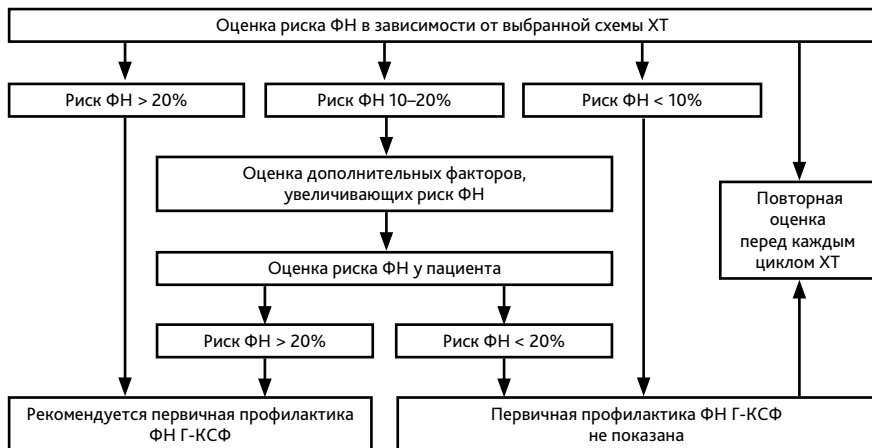 Оценка риска ФН в зависимости от выбранной схемы ХТ
Риск ФН > 20%
Риск ФН 10–20%
Риск ФН < 10%
Оценка дополнительных факторов,
увеличивающих риск ФН
Повторная
оценка
перед каждым
циклом ХТ
Оценка риска ФН у пациента
Риск ФН > 20%
Риск ФН < 20%
Рекомендуется первичная профилактика
ФН Г-КСФ
Первичная профилактика ФН Г-КСФ
не показана